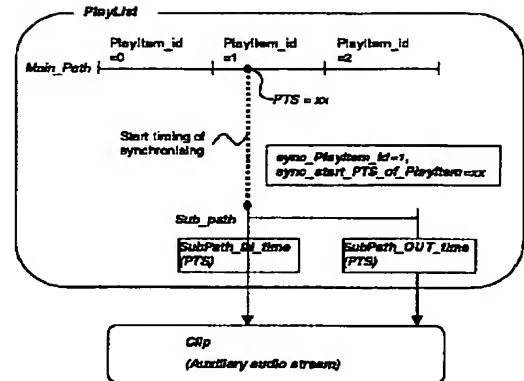 PlayList
PlayItem_id
=0
PlayItem_id
=1
PlayItem_id
=2
Main_Path
PTS = xx
Start timing of
synchronising
sync_PlayItem_id=1,
sync_start_PTS_of_PlayItem=xx
Sub_path
SubPath_IN_time
(PTS)
SubPath_OUT_time
(PTS)
Clip
(Auxiliary audio stream)